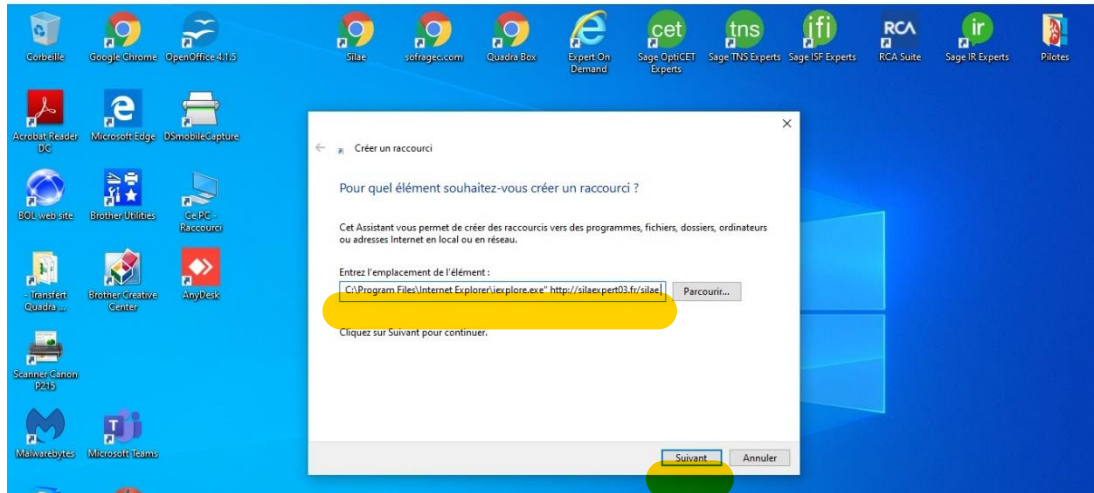 cet
tns
ifi
RCA
ir
Corbeille
Google Chrome
OpenOffice 4.1.5
Silae
sofragec.com
Quadra Box
Expert On
Demand
Sage OptiCET
Experts
Sage TNS Experts
Sage ISF Experts
RCA Suite
Sage IR Experts
Pilotes
Acrobat Reader
DC
Microsoft Edge
DSmobileCapture
BOL web site
Brother Utilities
Ce PC -
Raccourci
- Transfert
Quadra ...
Brother Creative
Center
AnyDesk
Scanner Canon
P215
Malwarebytes
Microsoft Teams
Créer un raccourci
Pour quel élément souhaitez-vous créer un raccourci ?
Cet Assistant vous permet de créer des raccourcis vers des programmes, fichiers, dossiers, ordinateurs
ou adresses Internet en local ou en réseau.
Entrez l'emplacement de l'élément :
C:\Program Files\Internet Explorer\iexplore.exe" http://silaexpert03.fr/silae
Parcourir...
Cliquez sur Suivant pour continuer.
Suivant
Annuler